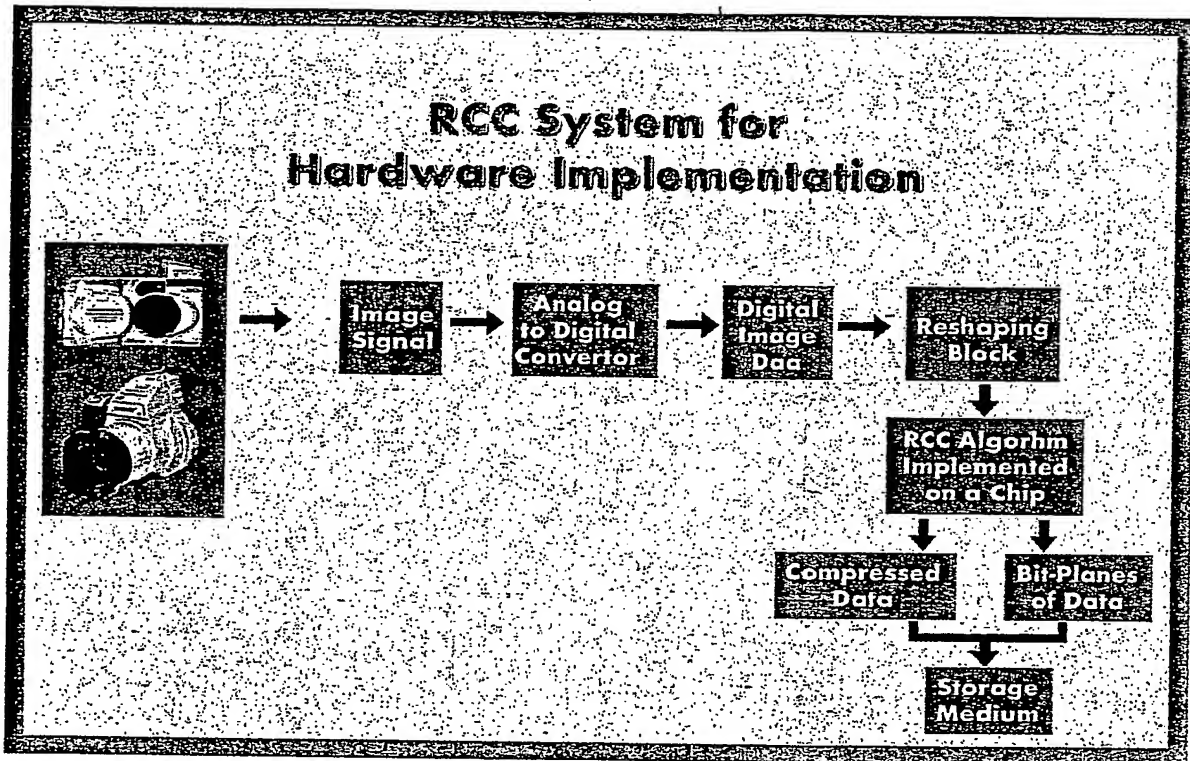 RCC System for
Hardware Implementation
Image
Signal
Analog
to Digital
Convertor
Digital
Image
Daa
Reshaping
Block
RCC Algorhm
Implemented
on a Chip
Compressed
Data
Bit-Planes
of Data
Storage
Medium